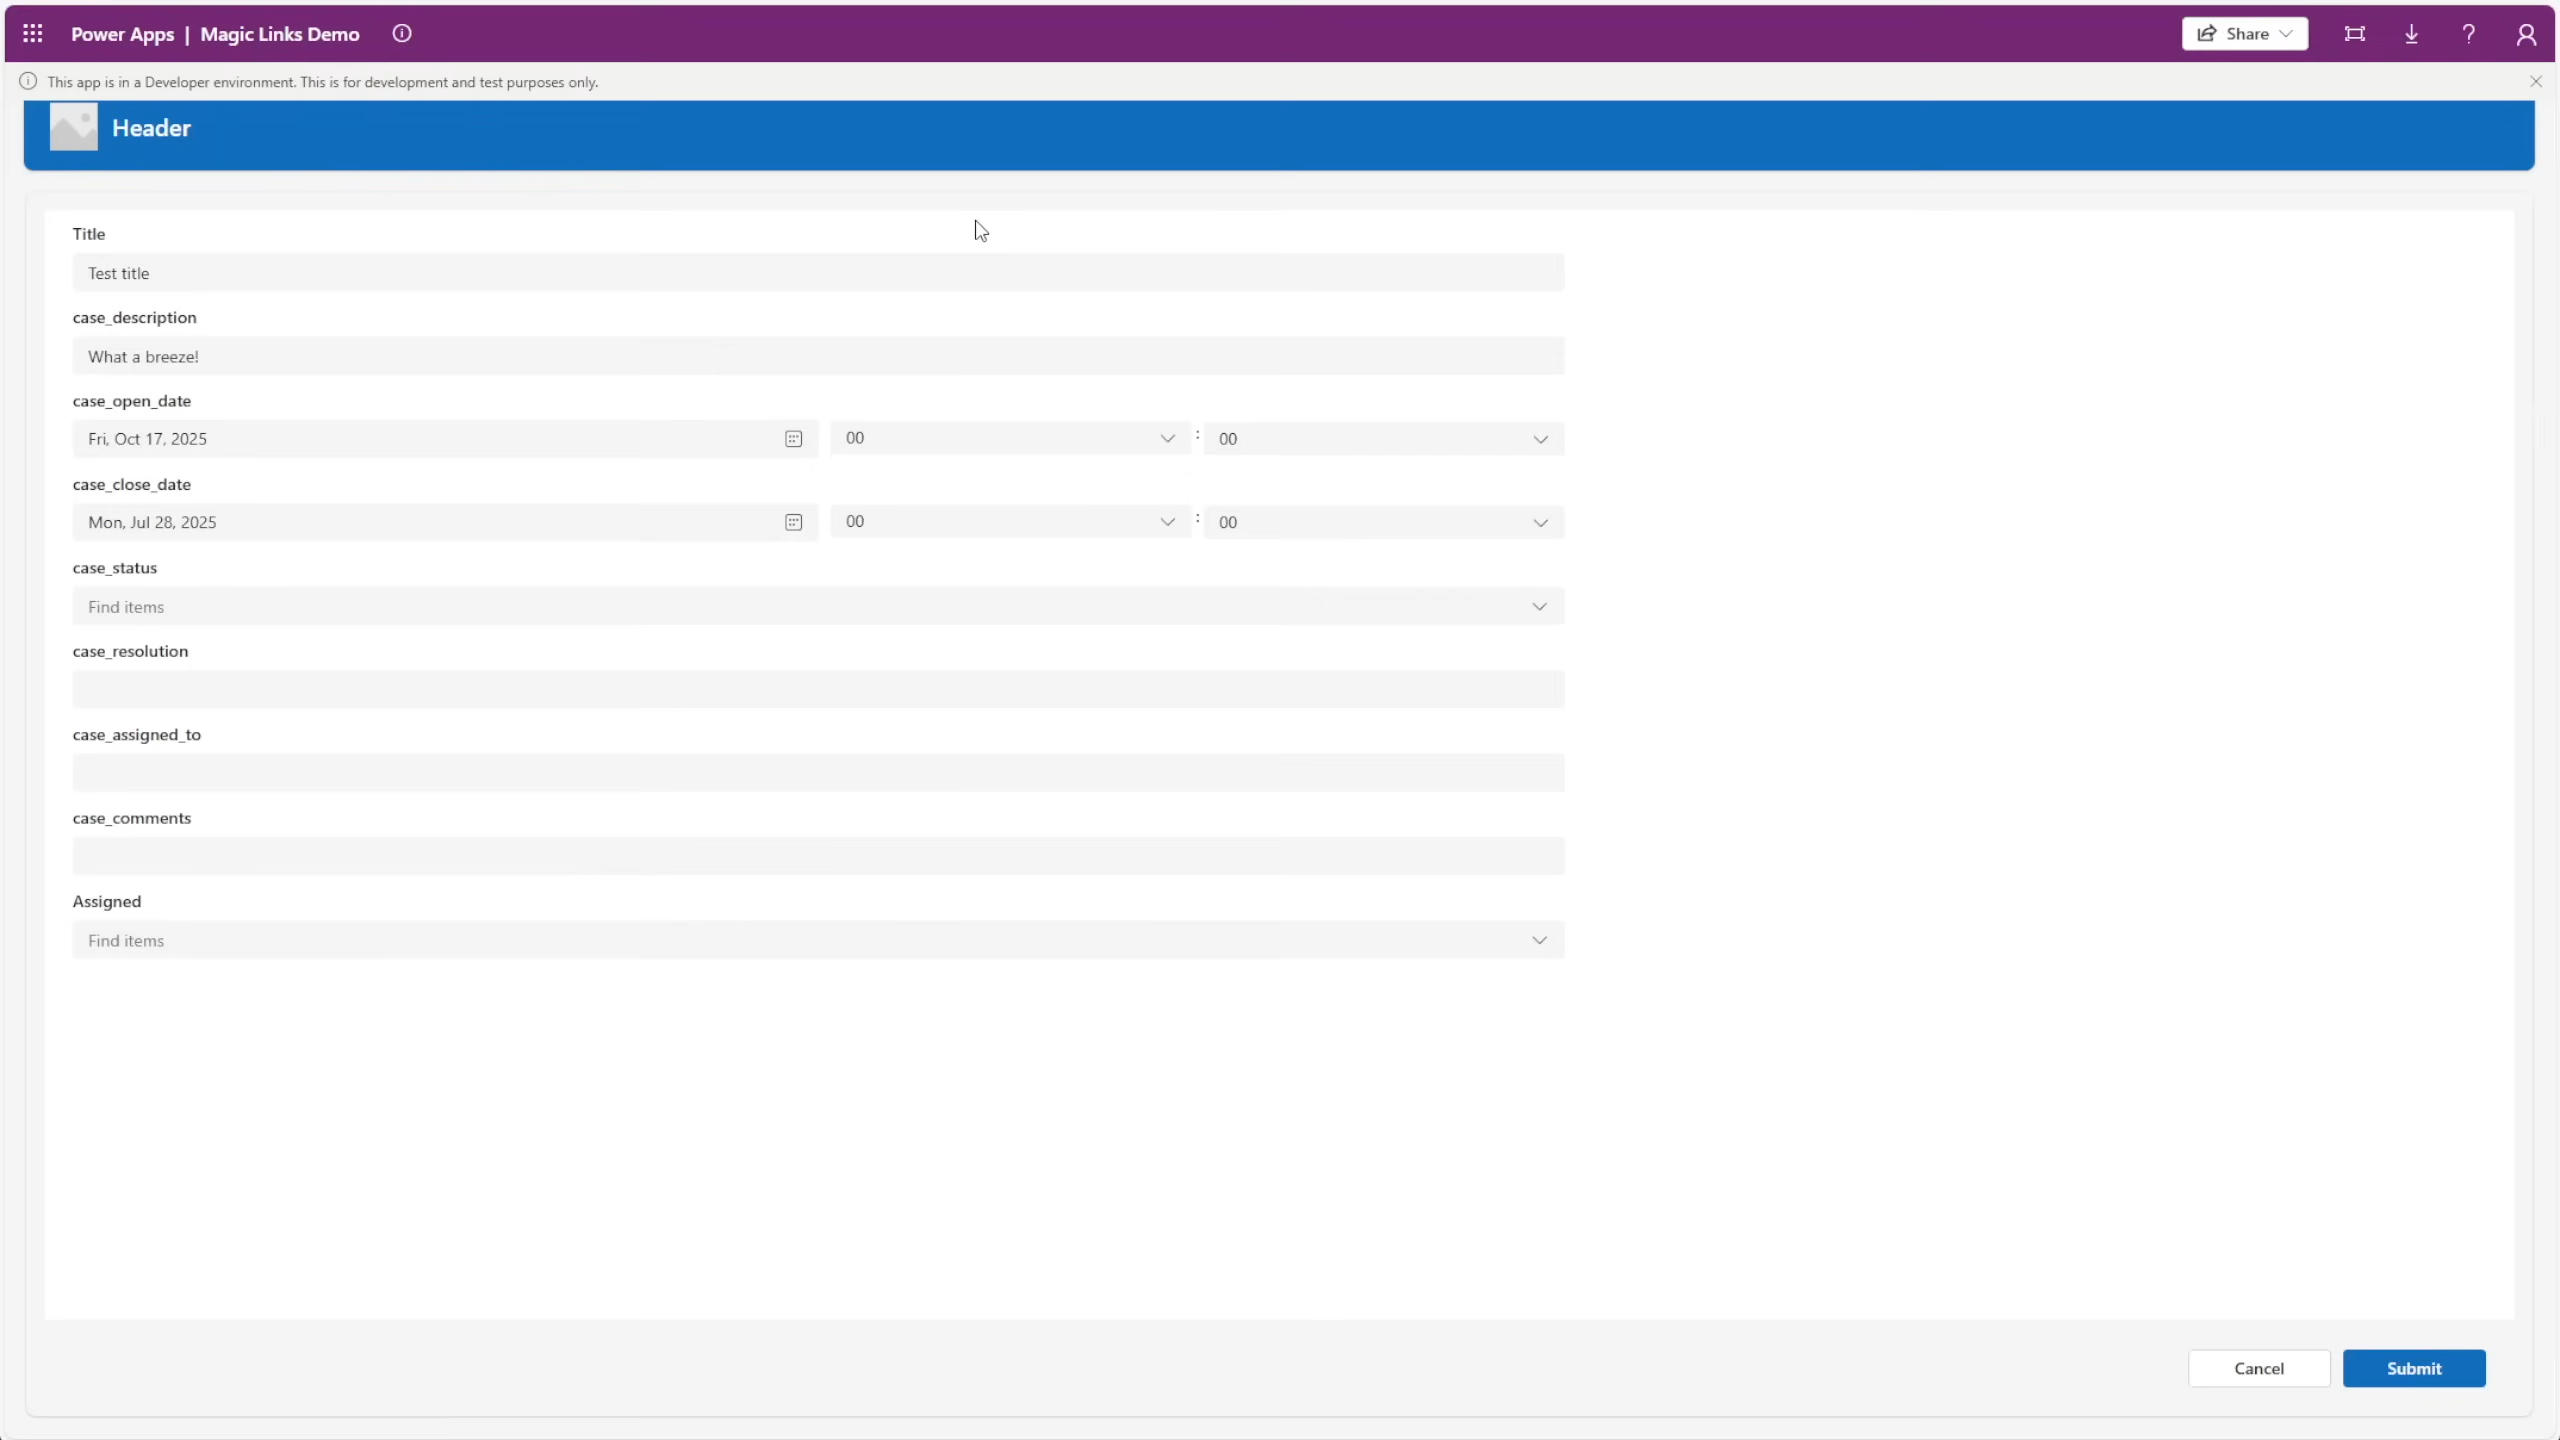 Power Apps | Magic Links Demo
Share
This app is in a Developer environment. This is for development and test purposes only.
Header
Title
Test title
case_description
What a breeze!
case_open_date
Fri, Oct 17, 2025 00 : 00
case_close_date
Mon, Jul 28, 2025 00 : 00
case_status
Find items
case_resolution
case_assigned_to
case_comments
Assigned
Find items
Cancel Submit